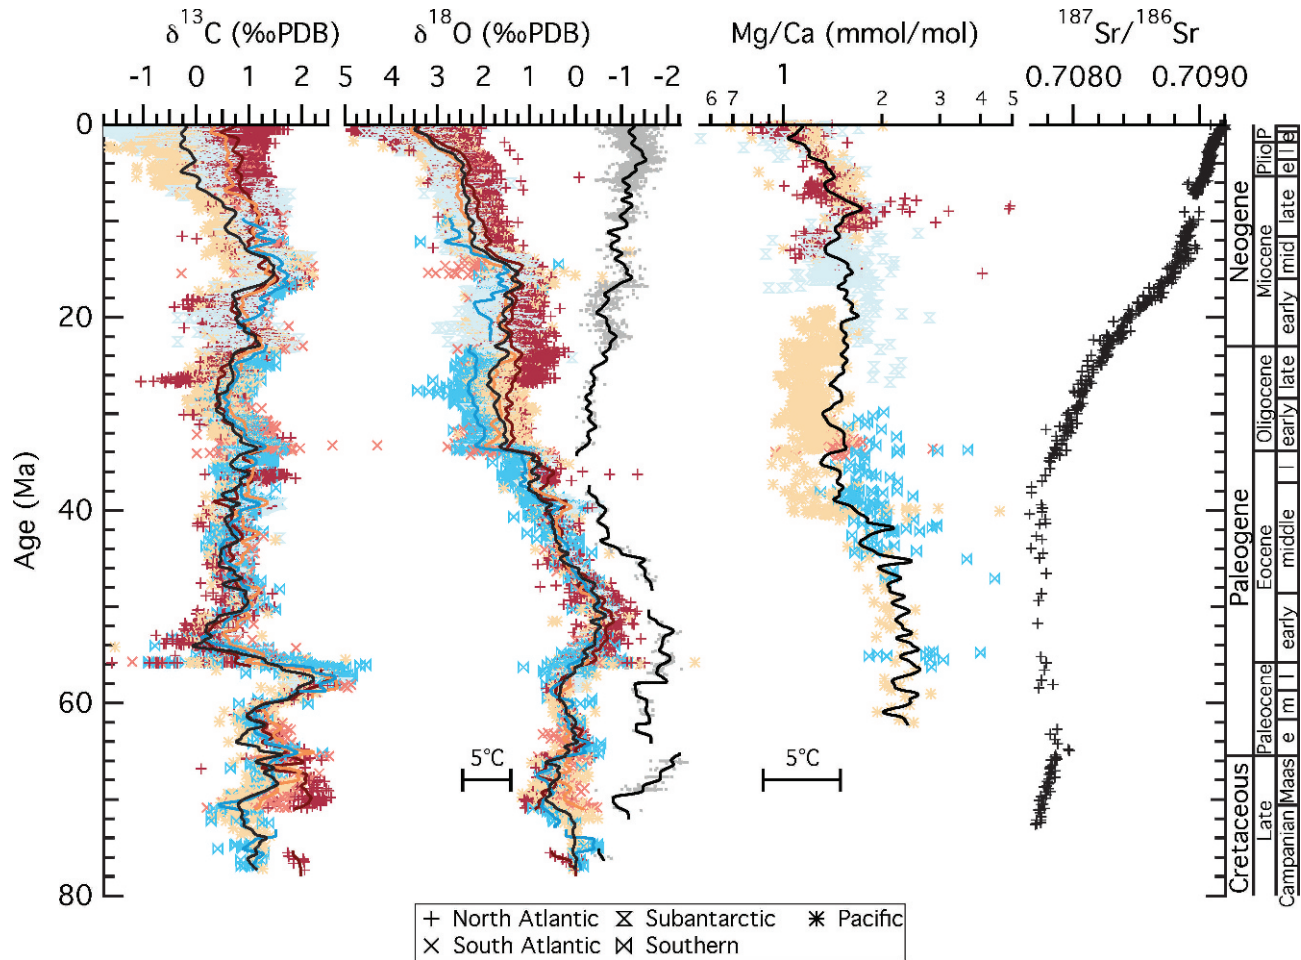 δ13C (‰PDB) δ18O (‰PDB) Mg/Ca (mmol/mol) 187Sr/186Sr
-1 0 1 2 5 4 3 2 1 0 -1 -2 1 0.7080 0.7090
6 7 2 3 4 5
0
20
40
60
80
Age (Ma)
5°C 5°C
Neogene
Paleogene
Cretaceous
Plio P
Miocene
Oligocene
Eocene
Paleocene
Late
e l e
late
mid
early
late
early
l
middle
early
l
m
e
Maas
Campanian
+ North Atlantic Subantarctic Pacific
× South Atlantic Southern